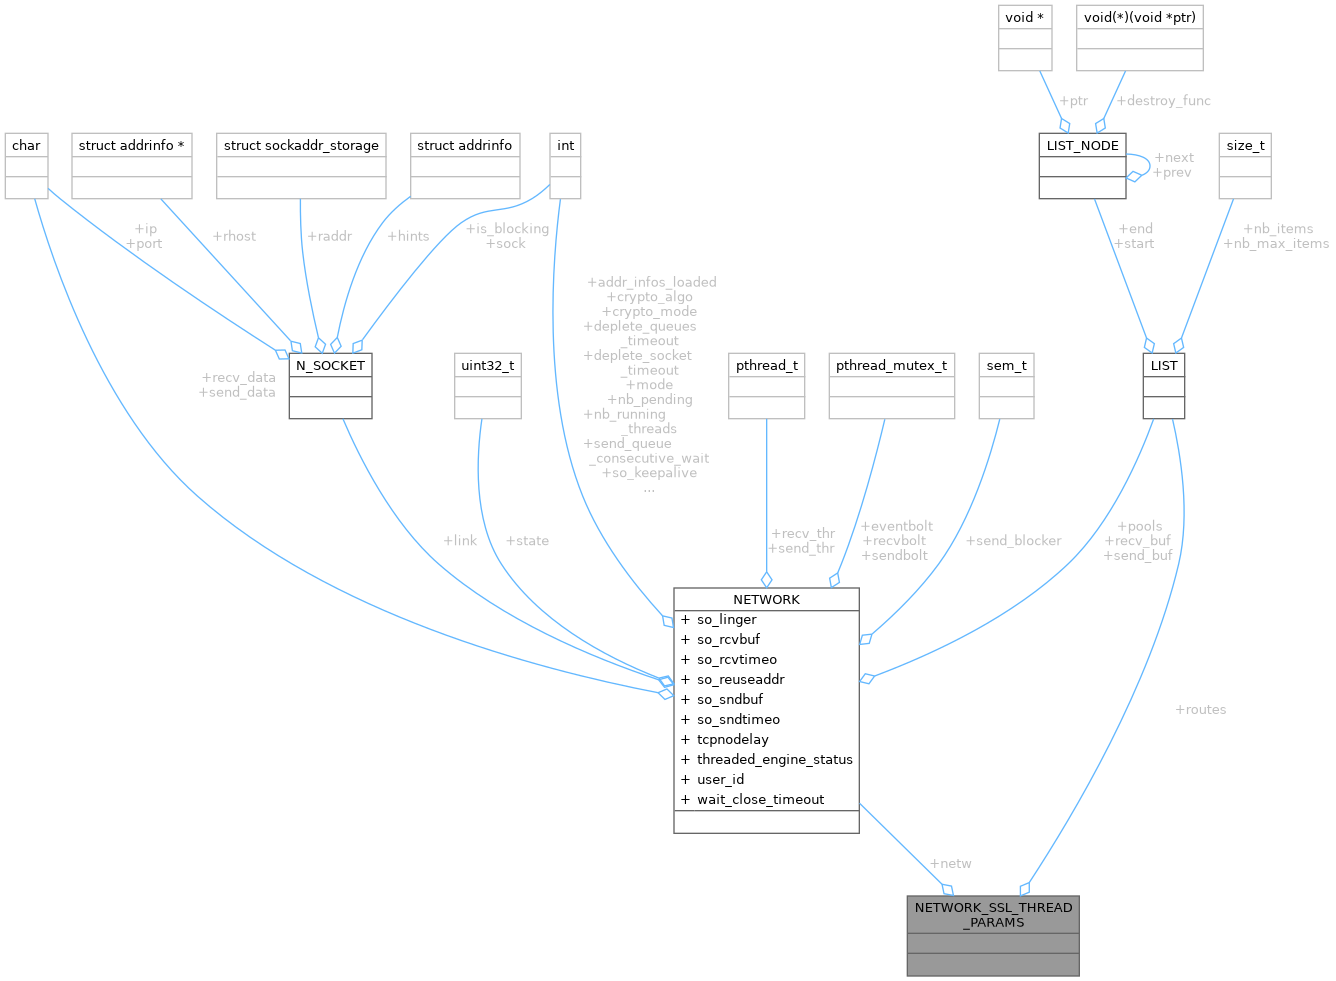 void *
void(*)(void *ptr)
+ptr
+destroy_func
char
struct addrinfo *
struct sockaddr_storage
struct addrinfo
int
LIST_NODE
size_t
+next
+prev
+ip
+port
+rhost
+raddr
+hints
+is_blocking
+sock
+end
+start
+nb_items
+nb_max_items
+addr_infos_loaded
+crypto_algo
+crypto_mode
+deplete_queues
_timeout
+deplete_socket
_timeout
+mode
+nb_pending
+nb_running
_threads
+send_queue
_consecutive_wait
+so_keepalive
...
+recv_data
+send_data
N_SOCKET
uint32_t
pthread_t
pthread_mutex_t
sem_t
LIST
+link
+state
+recv_thr
+send_thr
+eventbolt
+recvbolt
+sendbolt
+send_blocker
+pools
+recv_buf
+send_buf
NETWORK
+ so_linger
+ so_rcvbuf
+ so_rcvtimeo
+ so_reuseaddr
+ so_sndbuf
+ so_sndtimeo
+ tcpnodelay
+ threaded_engine_status
+ user_id
+ wait_close_timeout
+routes
+netw
NETWORK_SSL_THREAD
_PARAMS